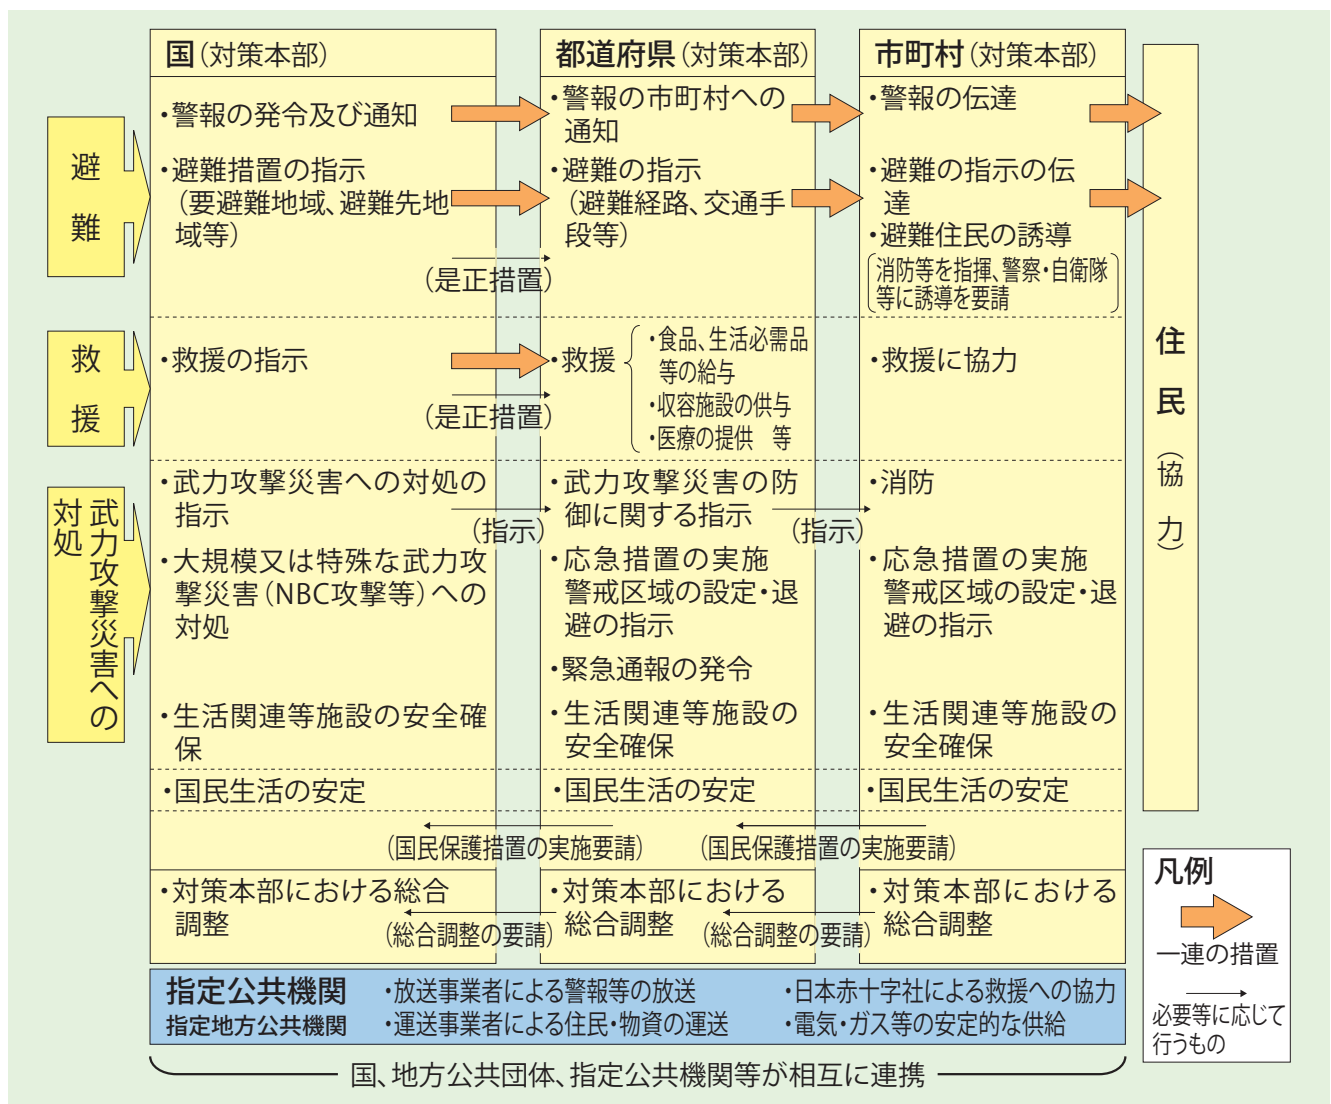 国（対策本部）
都道府県（対策本部）
市町村（対策本部）
避難
・警報の発令及び通知
・避難措置の指示
（要避難地域、避難先地
域等）
（是正措置）
・警報の市町村への
通知
・避難の指示
（避難経路、交通手
段等）
・警報の伝達
・避難の指示の伝
達
・避難住民の誘導
消防等を指揮、警察・自衛隊
等に誘導を要請
救援
・救援の指示
（是正措置）
・救援
・食品、生活必需品
等の給与
・収容施設の供与
・医療の提供　等
・救援に協力
武力攻撃災害への
対処
・武力攻撃災害への対処の
指示
（指示）
・大規模又は特殊な武力攻
撃災害（NBC攻撃等）への
対処
・生活関連等施設の安全確
保
・武力攻撃災害の防
御に関する指示
（指示）
・応急措置の実施
警戒区域の設定・退
避の指示
・緊急通報の発令
・生活関連等施設の
安全確保
・消防
・応急措置の実施
警戒区域の設定・退
避の指示
・生活関連等施設の
安全確保
・国民生活の安定
・国民生活の安定
・国民生活の安定
（国民保護措置の実施要請）
（国民保護措置の実施要請）
・対策本部における総合
調整
（総合調整の要請）
・対策本部における
総合調整
（総合調整の要請）
・対策本部における
総合調整
住民（協力）
指定公共機関
指定地方公共機関
・放送事業者による警報等の放送
・運送事業者による住民・物資の運送
・日本赤十字社による救援への協力
・電気・ガス等の安定的な供給
国、地方公共団体、指定公共機関等が相互に連携
凡例
一連の措置
必要等に応じて
行うもの